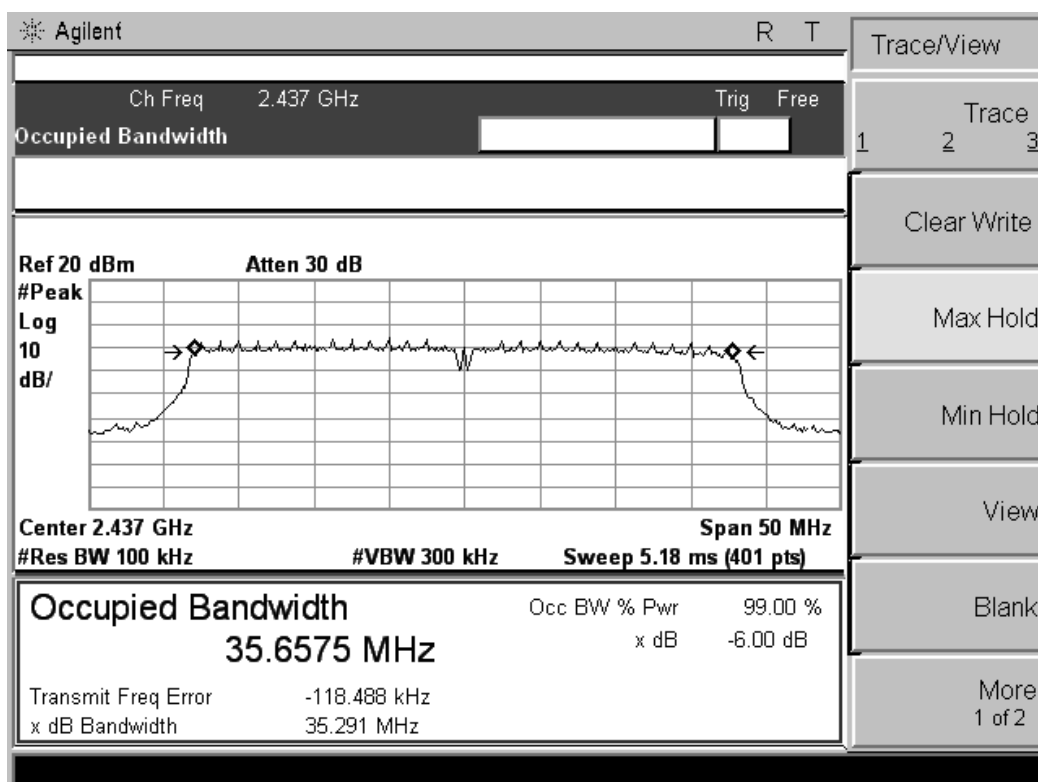 Agilent R T
Trace/View
Ch Freq 2.437 GHz Trig Free
Occupied Bandwidth
Trace
1 2 3
Clear Write
Ref 20 dBm Atten 30 dB
#Peak
Log
10
dB/
Max Hold
Min Hold
View
Center 2.437 GHz Span 50 MHz
#Res BW 100 kHz #VBW 300 kHz Sweep 5.18 ms (401 pts)
Occupied Bandwidth
35.6575 MHz
Occ BW % Pwr 99.00 %
x dB -6.00 dB
Transmit Freq Error -118.488 kHz
x dB Bandwidth 35.291 MHz
Blank
More
1 of 2